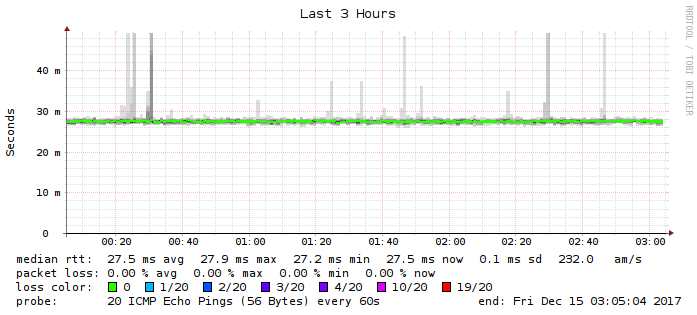 Last 3 Hours
RRDTOOL / TOBI OETIKER
Seconds
40 m
30 m
20 m
10 m
0
00:20 00:40 01:00 01:20 01:40 02:00 02:20 02:40 03:00
median rtt: 27.5 ms avg 27.9 ms max 27.2 ms min 27.5 ms now 0.1 ms sd 232.0 am/s
packet loss: 0.00 % avg 0.00 % max 0.00 % min 0.00 % now
loss color: 0 1/20 2/20 3/20 4/20 10/20 19/20
probe: 20 ICMP Echo Pings (56 Bytes) every 60s end: Fri Dec 15 03:05:04 2017